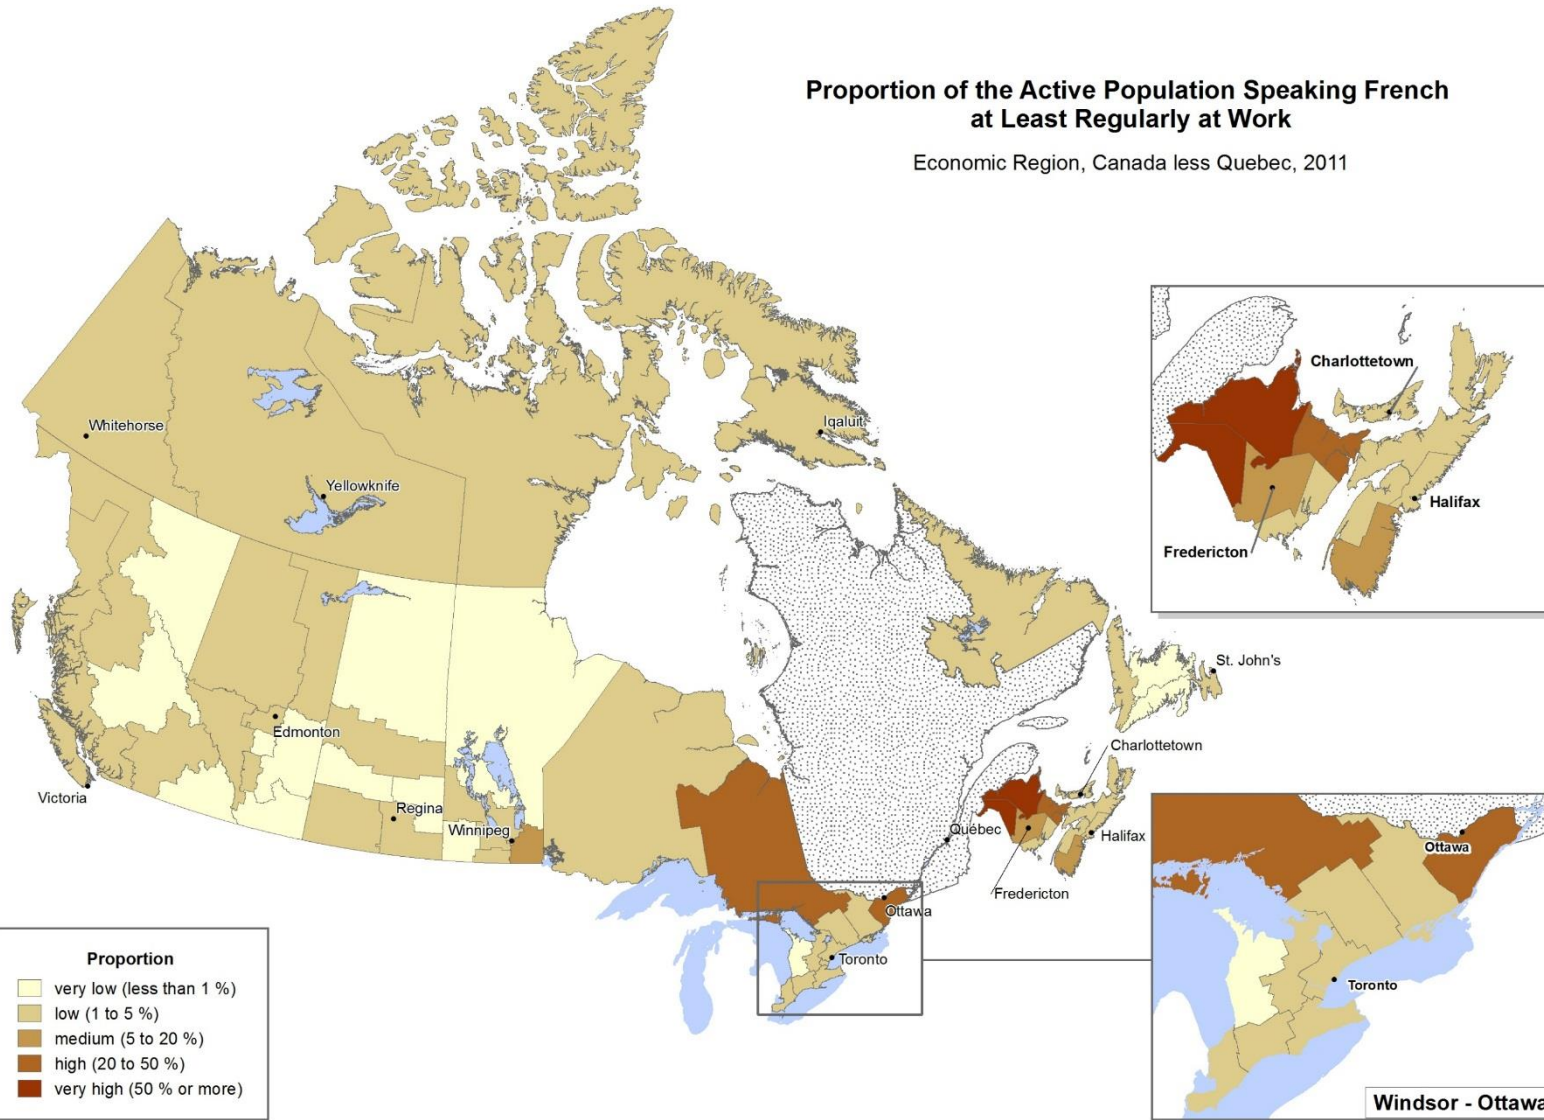 Proportion of the Active Population Speaking French
at Least Regularly at Work
Economic Region, Canada less Quebec, 2011
Whitehorse
Yellowknife
Iqaluit
Edmonton
Victoria
Regina
Winnipeg
St. John's
Charlottetown
Québec
Halifax
Fredericton
Ottawa
Toronto
Charlottetown
Halifax
Fredericton
Ottawa
Toronto
Windsor - Ottawa
Proportion
very low (less than 1 %)
low (1 to 5 %)
medium (5 to 20 %)
high (20 to 50 %)
very high (50 % or more)